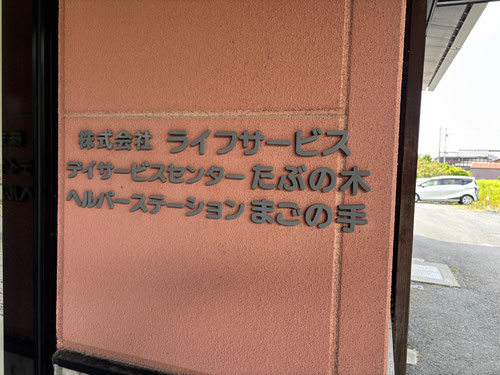 株式会社 ライフサービス
デイサービスセンター たぶの木
ヘルパーステーション まごの手